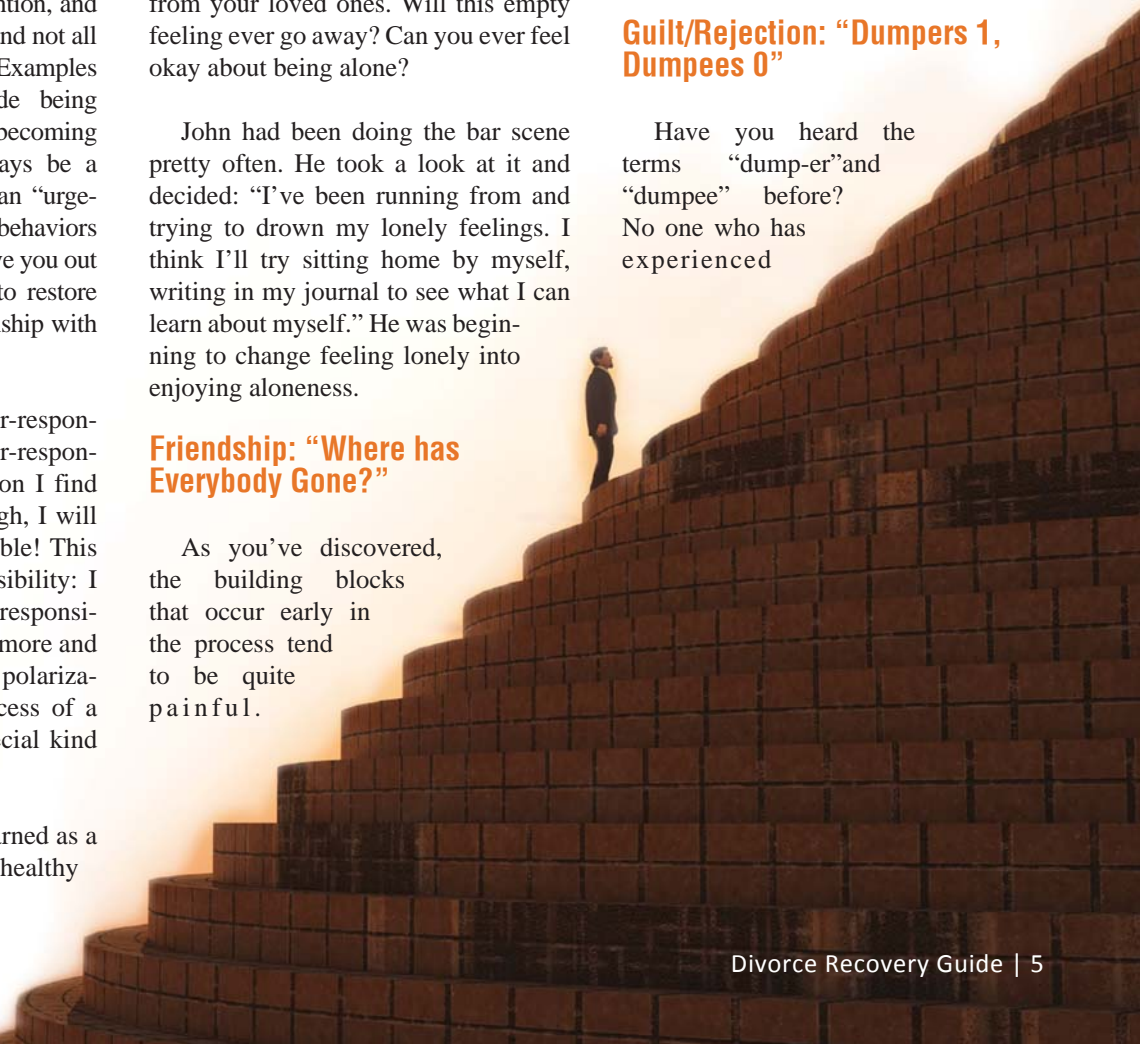 ntion, and
nd not all
Examples
de being
becoming
ays be a
an “urge-
behaviors
ve you out
to restore
nship with
r-respon-
r-respon-
on I find
gh, I will
ble! This
sibility: I
responsi-
more and
polariza-
cess of a
ecial kind
arned as a
healthy
from your loved ones. Will this empty
feeling ever go away? Can you ever feel
okay about being alone?
John had been doing the bar scene
pretty often. He took a look at it and
decided: “I’ve been running from and
trying to drown my lonely feelings. I
think I’ll try sitting home by myself,
writing in my journal to see what I can
learn about myself.” He was begin-
ning to change feeling lonely into
enjoying aloneness.
Friendship: “Where has
Everybody Gone?”
As you’ve discovered,
the building blocks
that occur early in
the process tend
to be quite
painful.
Guilt/Rejection: “Dumpers 1,
Dumpees 0”
Have you heard the
terms “dump-er”and
“dumpee” before?
No one who has
experienced
Divorce Recovery Guide | 5